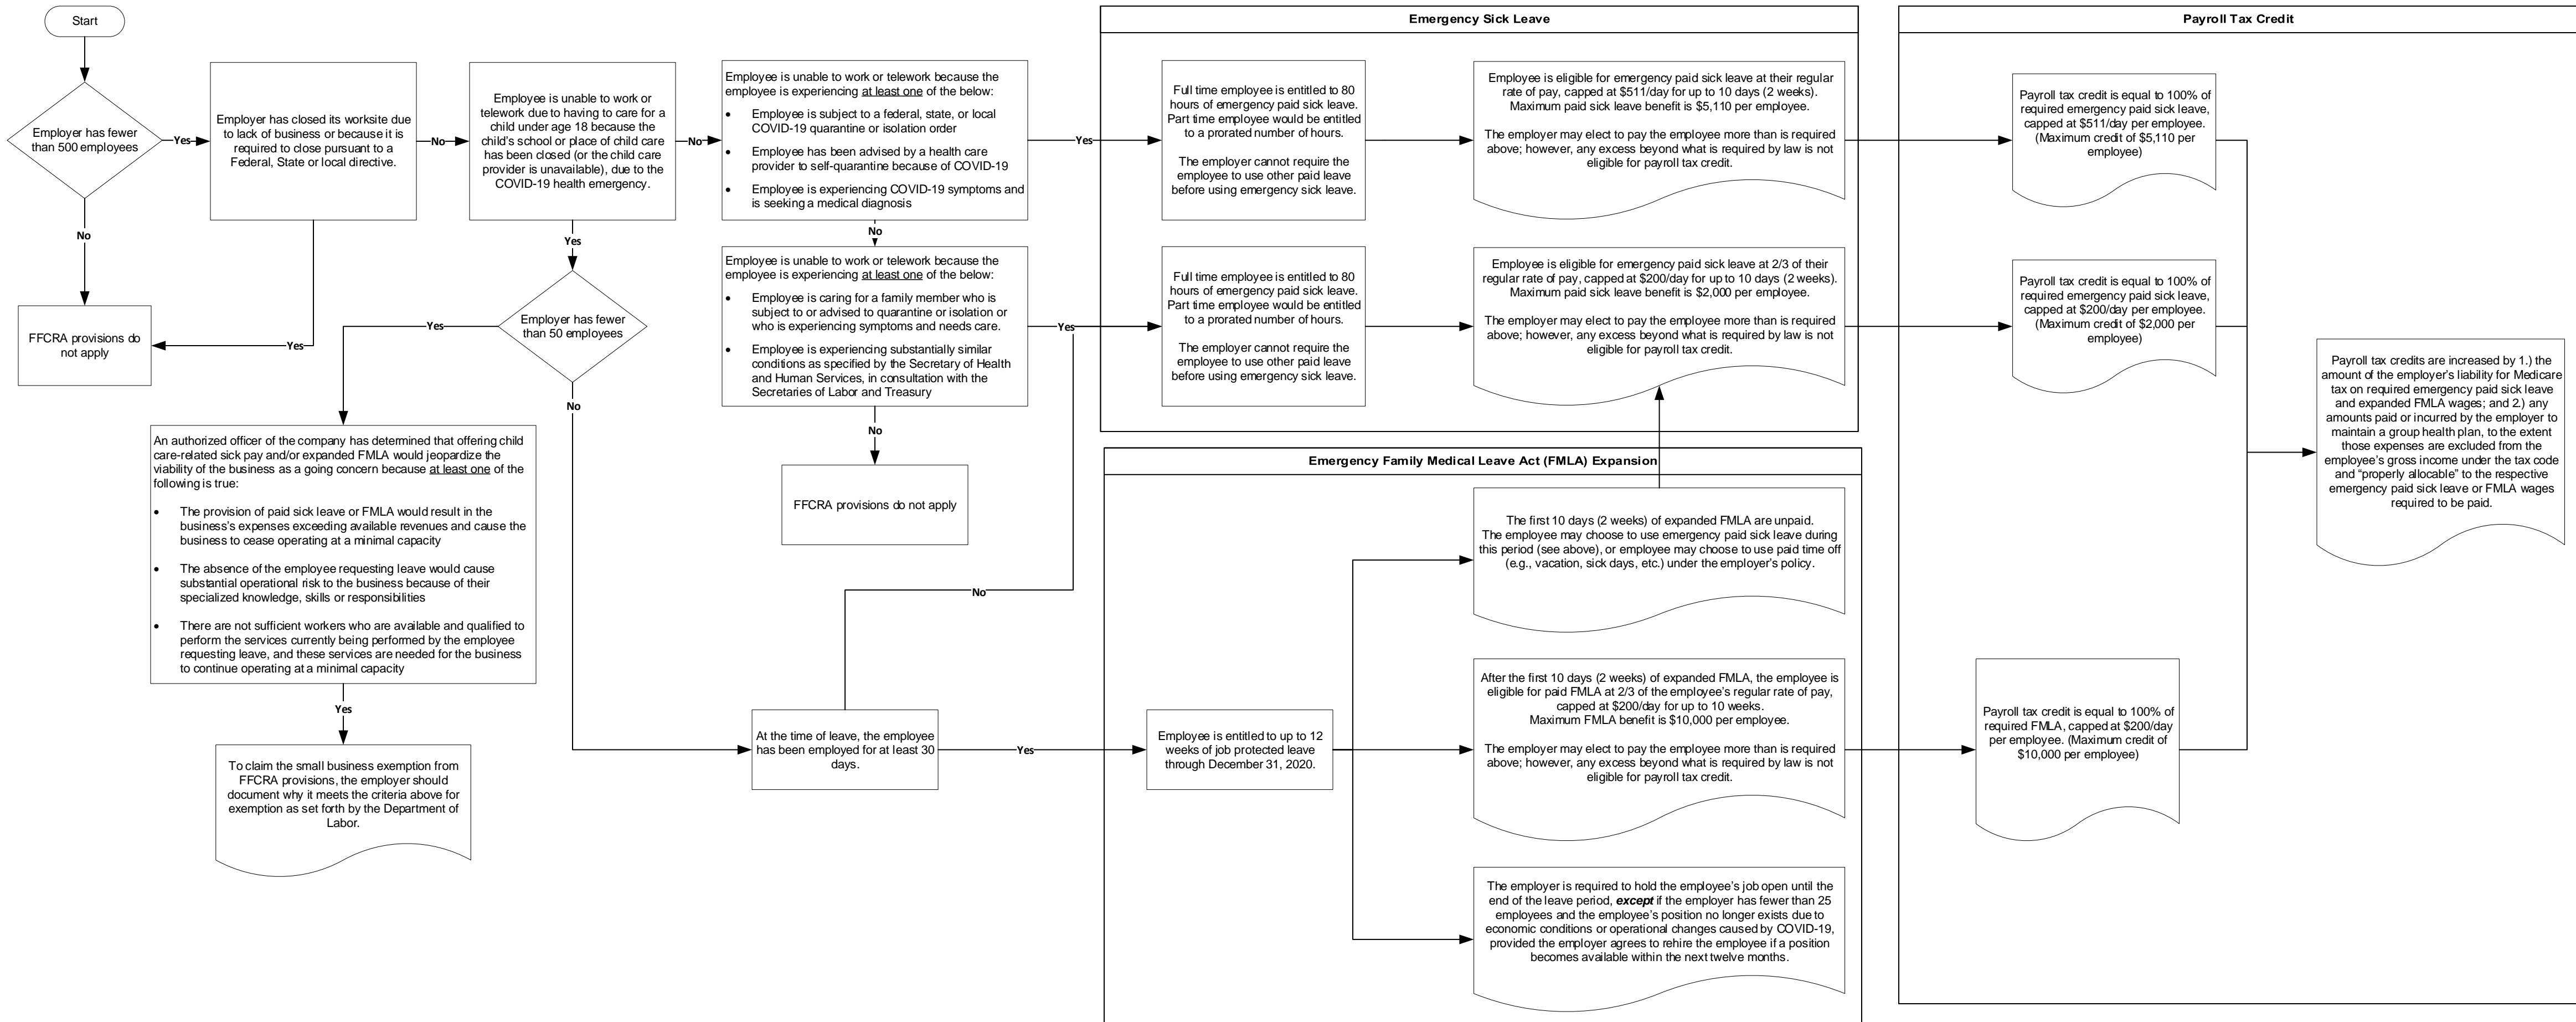 Start
Employer has fewer
than 500 employees
Yes
No
FFCRA provisions do
not apply
Employer has closed its worksite due
to lack of business or because it is
required to close pursuant to a
Federal, State or local directive.
No
Yes
Employee is unable to work or
telework due to having to care for a
child under age 18 because the
child's school or place of child care
has been closed (or the child care
provider is unavailable), due to the
COVID-19 health emergency.
No
Yes
Employer has fewer
than 50 employees
Yes
No
An authorized officer of the company has determined that offering child
care-related sick pay and/or expanded FMLA would jeopardize the
viability of the business as a going concern because at least one of the
following is true:
• The provision of paid sick leave or FMLA would result in the
business's expenses exceeding available revenues and cause the
business to cease operating at a minimal capacity
• The absence of the employee requesting leave would cause
substantial operational risk to the business because of their
specialized knowledge, skills or responsibilities
• There are not sufficient workers who are available and qualified to
perform the services currently being performed by the employee
requesting leave, and these services are needed for the business
to continue operating at a minimal capacity
Yes
To claim the small business exemption from
FFCRA provisions, the employer should
document why it meets the criteria above for
exemption as set forth by the Department of
Labor.
Employee is unable to work or telework because the
employee is experiencing at least one of the below:
• Employee is subject to a federal, state, or local
COVID-19 quarantine or isolation order
• Employee has been advised by a health care
provider to self-quarantine because of COVID-19
• Employee is experiencing COVID-19 symptoms and
is seeking a medical diagnosis
Yes
No
Employee is unable to work or telework because the
employee is experiencing at least one of the below:
• Employee is caring for a family member who is
subject to or advised to quarantine or isolation or
who is experiencing symptoms and needs care.
• Employee is experiencing substantially similar
conditions as specified by the Secretary of Health
and Human Services, in consultation with the
Secretaries of Labor and Treasury
Yes
No
FFCRA provisions do not apply
No
At the time of leave, the employee
has been employed for at least 30
days.
Yes
Emergency Sick Leave
Full time employee is entitled to 80
hours of emergency paid sick leave.
Part time employee would be entitled
to a prorated number of hours.
The employer cannot require the
employee to use other paid leave
before using emergency sick leave.
Employee is eligible for emergency paid sick leave at their regular
rate of pay, capped at $511/day for up to 10 days (2 weeks).
Maximum paid sick leave benefit is $5,110 per employee.
The employer may elect to pay the employee more than is required
above; however, any excess beyond what is required by law is not
eligible for payroll tax credit.
Full time employee is entitled to 80
hours of emergency paid sick leave.
Part time employee would be entitled
to a prorated number of hours.
The employer cannot require the
employee to use other paid leave
before using emergency sick leave.
Employee is eligible for emergency paid sick leave at 2/3 of their
regular rate of pay, capped at $200/day for up to 10 days (2 weeks).
Maximum paid sick leave benefit is $2,000 per employee.
The employer may elect to pay the employee more than is required
above; however, any excess beyond what is required by law is not
eligible for payroll tax credit.
Emergency Family Medical Leave Act (FMLA) Expansion
Employee is entitled to up to 12
weeks of job protected leave
through December 31, 2020.
The first 10 days (2 weeks) of expanded FMLA are unpaid.
The employee may choose to use emergency paid sick leave during
this period (see above), or employee may choose to use paid time off
(e.g., vacation, sick days, etc.) under the employer's policy.
After the first 10 days (2 weeks) of expanded FMLA, the employee is
eligible for paid FMLA at 2/3 of the employee's regular rate of pay,
capped at $200/day for up to 10 weeks.
Maximum FMLA benefit is $10,000 per employee.
The employer may elect to pay the employee more than is required
above; however, any excess beyond what is required by law is not
eligible for payroll tax credit.
The employer is required to hold the employee's job open until the
end of the leave period, except if the employer has fewer than 25
employees and the employee's position no longer exists due to
economic conditions or operational changes caused by COVID-19,
provided the employer agrees to rehire the employee if a position
becomes available within the next twelve months.
Payroll Tax Credit
Payroll tax credit is equal to 100% of
required emergency paid sick leave,
capped at $511/day per employee.
(Maximum credit of $5,110 per
employee)
Payroll tax credit is equal to 100% of
required emergency paid sick leave,
capped at $200/day per employee.
(Maximum credit of $2,000 per
employee)
Payroll tax credit is equal to 100% of
required FMLA, capped at $200/day
per employee. (Maximum credit of
$10,000 per employee)
Payroll tax credits are increased by 1.) the
amount of the employer's liability for Medicare
tax on required emergency paid sick leave
and expanded FMLA wages; and 2.) any
amounts paid or incurred by the employer to
maintain a group health plan, to the extent
those expenses are excluded from the
employee's gross income under the tax code
and "properly allocable" to the respective
emergency paid sick leave or FMLA wages
required to be paid.